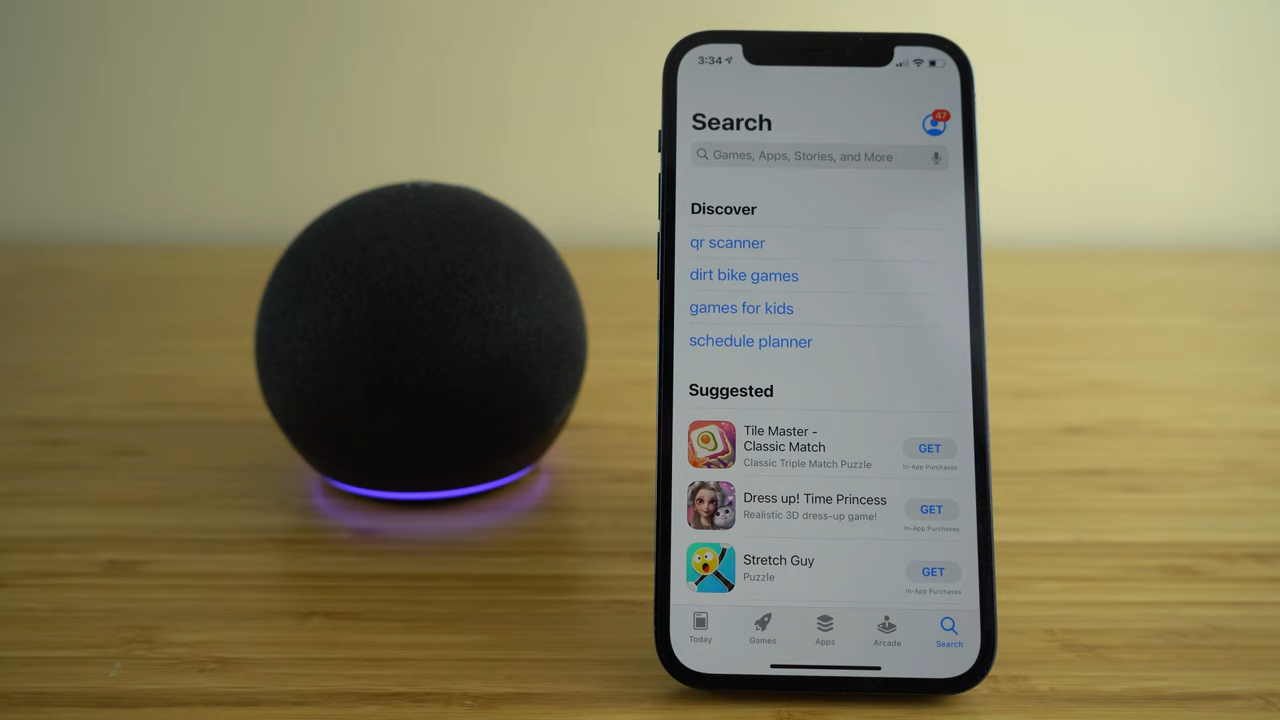 3:34
Search
47
Games, Apps, Stories, and More
Discover
qr scanner
dirt bike games
games for kids
schedule planner
Suggested
Tile Master -
Classic Match
Classic Triple Match Puzzle
GET
In-App Purchases
Dress up! Time Princess
Realistic 3D dress-up game!
GET
In-App Purchases
Stretch Guy
Puzzle
GET
In-App Purchases
Today
Games
Apps
Arcade
Search